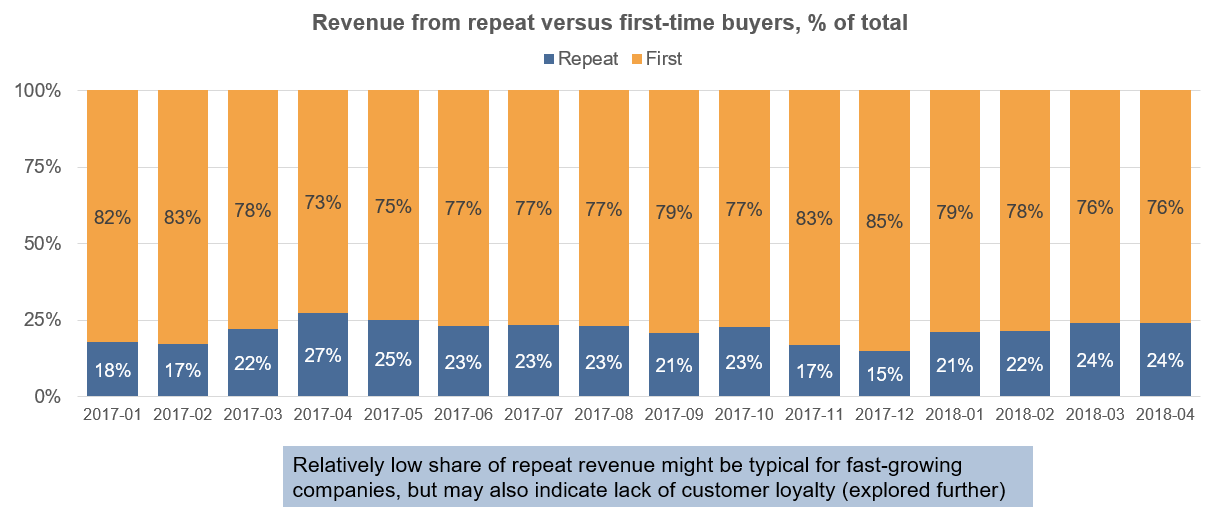 Revenue from repeat versus first-time buyers, % of total
Repeat First
100%
75%
50%
25%
0%
82% 83% 78% 73% 75% 77% 77% 77% 79% 77% 83% 85% 79% 78% 76% 76%
18% 17% 22% 27% 25% 23% 23% 23% 21% 23% 17% 15% 21% 22% 24% 24%
2017-01 2017-02 2017-03 2017-04 2017-05 2017-06 2017-07 2017-08 2017-09 2017-10 2017-11 2017-12 2018-01 2018-02 2018-03 2018-04
Relatively low share of repeat revenue might be typical for fast-growing
companies, but may also indicate lack of customer loyalty (explored further)